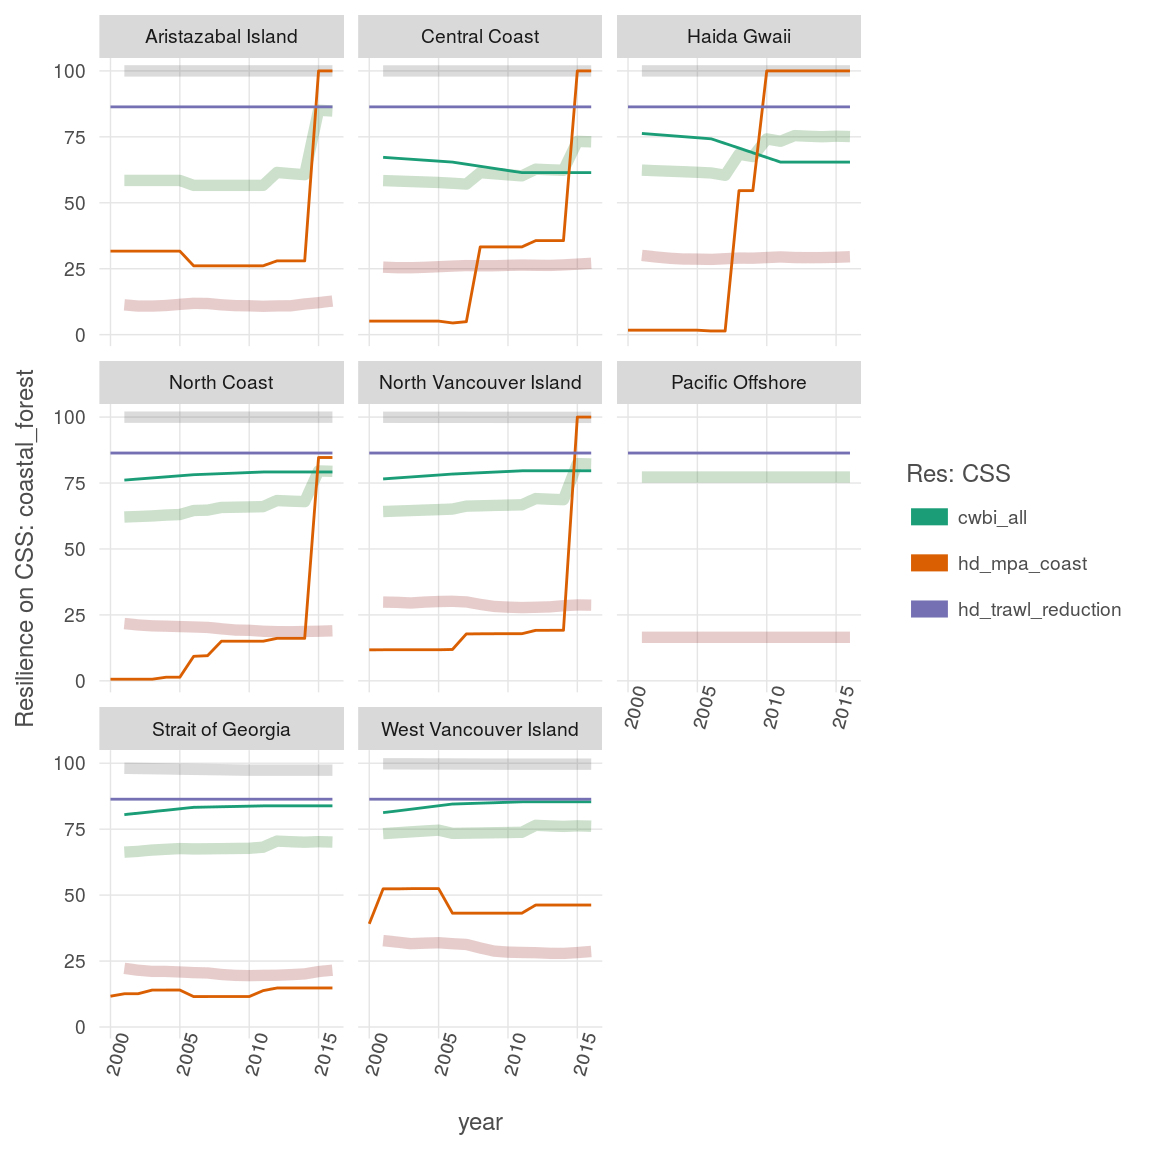 Aristazabal Island
Central Coast
Haida Gwaii
100
75
50
25
0
North Coast
North Vancouver Island
Pacific Offshore
100
75
50
25
0
2000
2005
2010
2015
Strait of Georgia
West Vancouver Island
100
75
50
25
0
2000
2005
2010
2015
2000
2005
2010
2015
year
Resilience on CSS: coastal_forest
Res: CSS
cwbi_all
hd_mpa_coast
hd_trawl_reduction